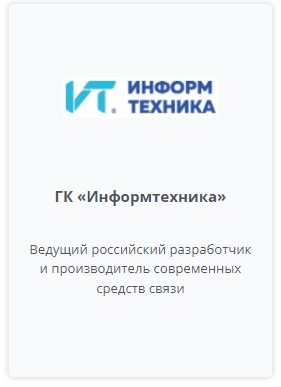 ИТ. ИНФОРМ
ТЕХНИКА
ГК «Информтехника»
Ведущий российский разработчик
и производитель современных
средств связи